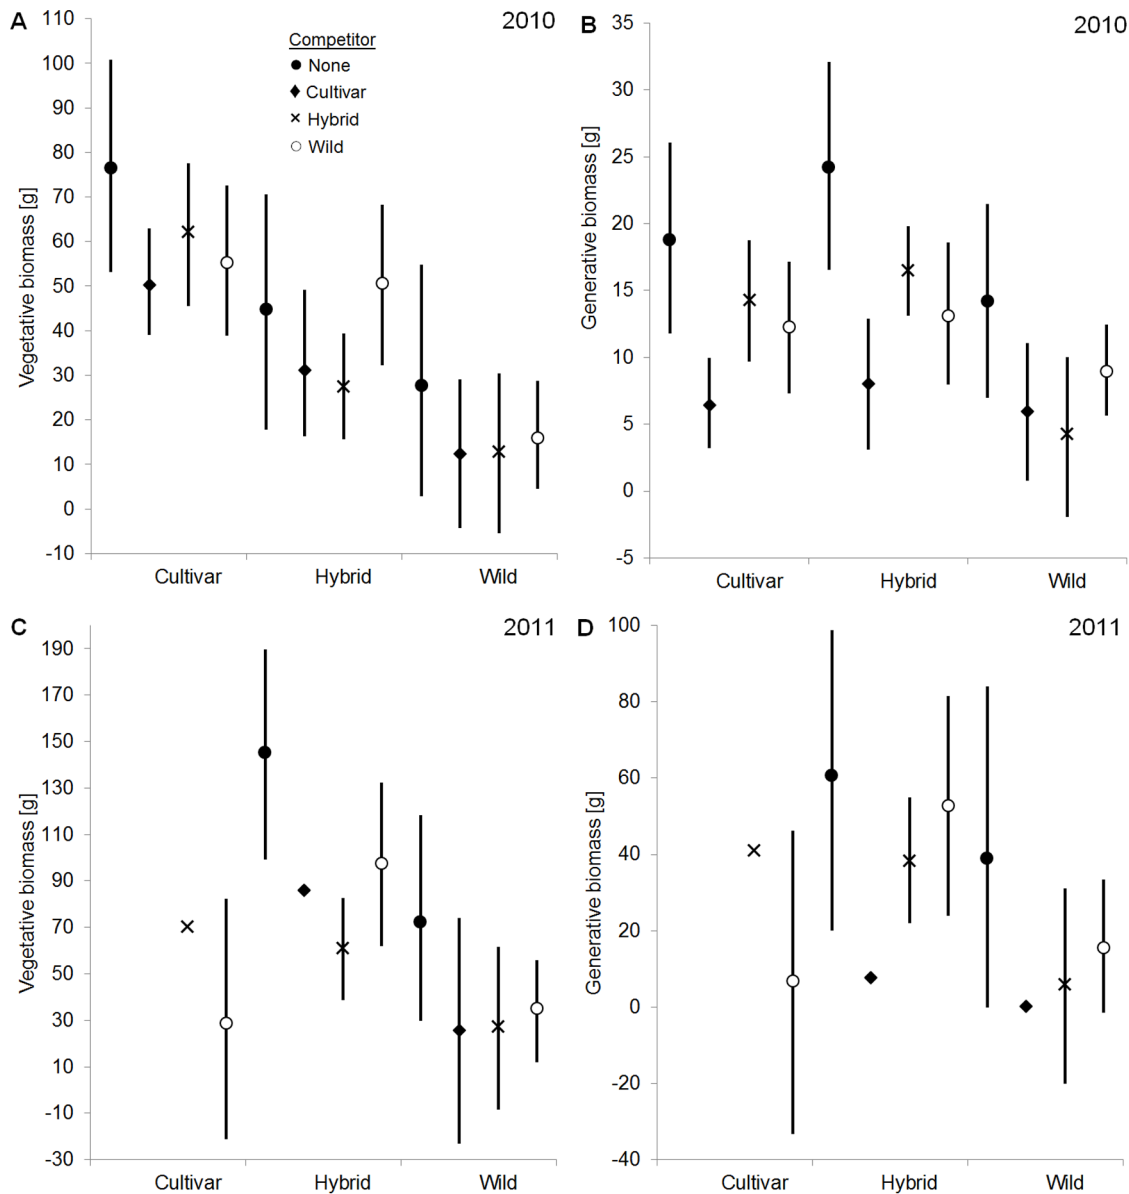 A
2010
Vegetative biomass [g]
110
100
90
80
70
60
50
40
30
20
10
0
-10
Competitor
None
Cultivar
Hybrid
Wild
Cultivar Hybrid Wild
B
2010
Generative biomass [g]
35
30
25
20
15
10
5
0
-5
Cultivar Hybrid Wild
C
2011
Vegetative biomass [g]
190
170
150
130
110
90
70
50
30
10
-10
-30
Cultivar Hybrid Wild
D
2011
Generative biomass [g]
100
80
60
40
20
0
-20
-40
Cultivar Hybrid Wild